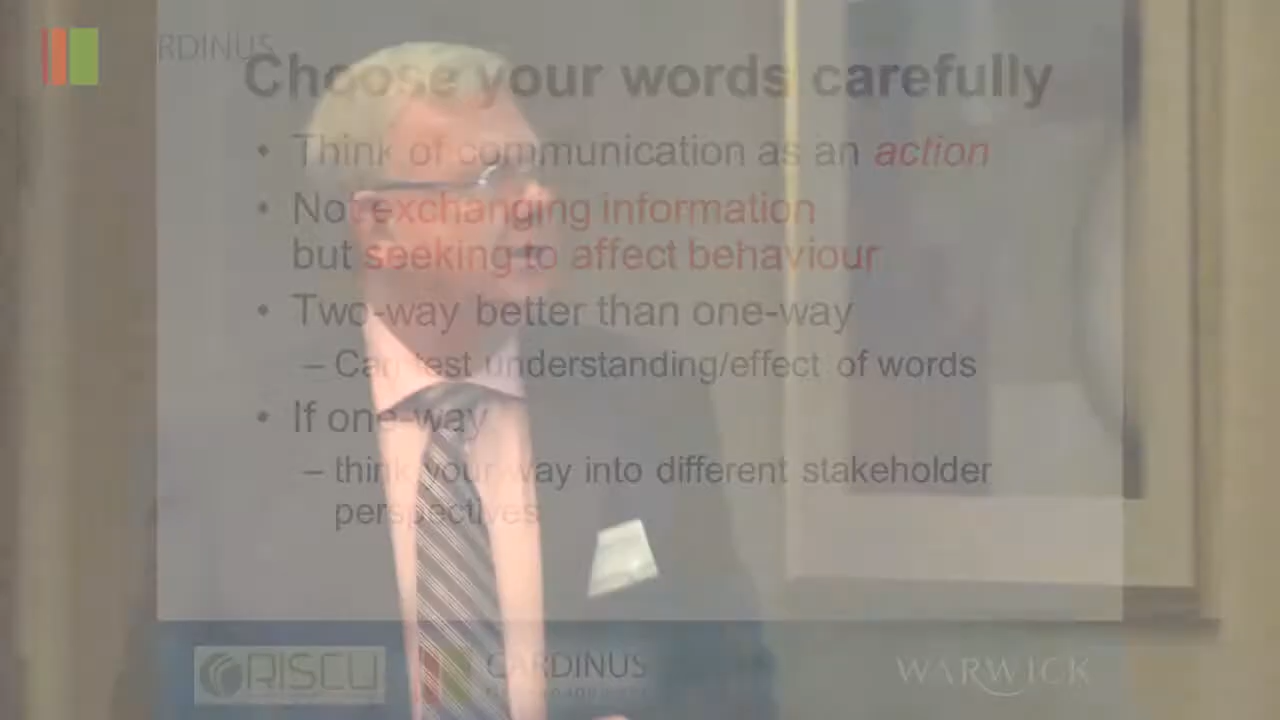 RDINUS
Choose your words carefully
• Think of communication as an action
• Not exchanging information
but seeking to affect behaviour
• Two-way better than one-way
– Can test understanding/effect of words
• If one-way
– think your way into different stakeholder
perspectives
RISCU
CARDINUS
WARWICK